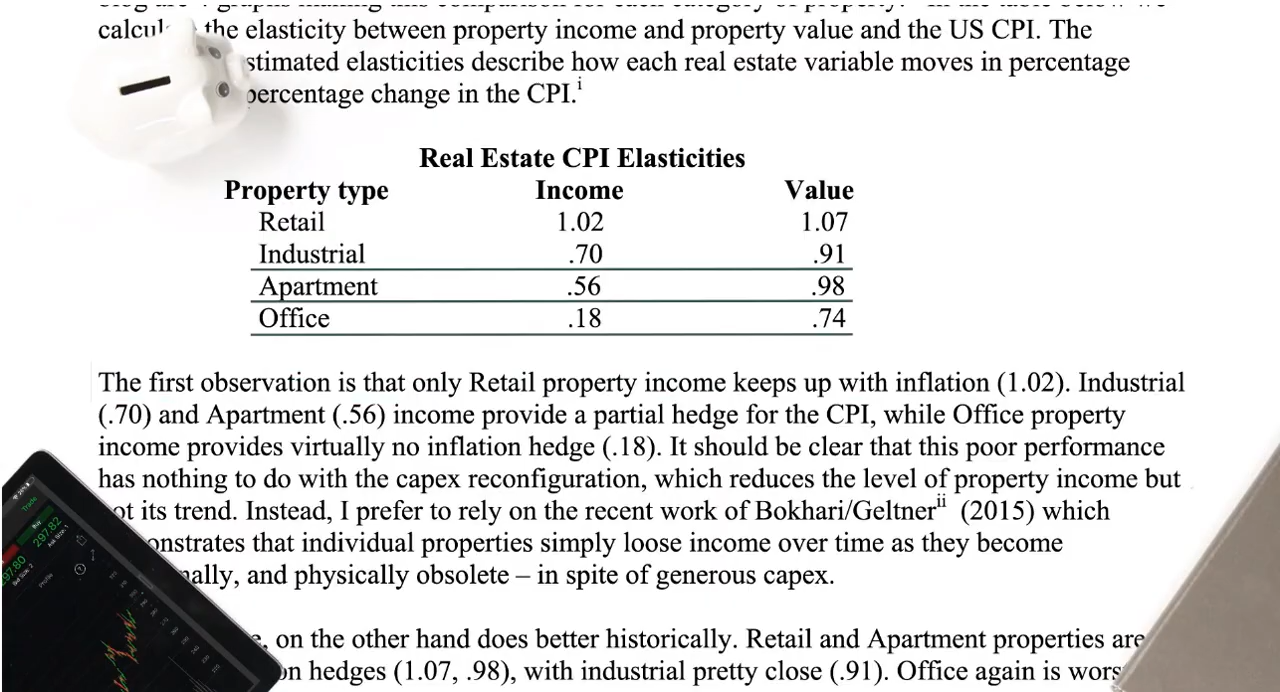 calcul the elasticity between property income and property value and the US CPI. The
stimated elasticities describe how each real estate variable moves in percentage
percentage change in the CPI.i
Real Estate CPI Elasticities
Property type Income Value
Retail 1.02 1.07
Industrial .70 .91
Apartment .56 .98
Office .18 .74
The first observation is that only Retail property income keeps up with inflation (1.02). Industrial
(.70) and Apartment (.56) income provide a partial hedge for the CPI, while Office property
income provides virtually no inflation hedge (.18). It should be clear that this poor performance
has nothing to do with the capex reconfiguration, which reduces the level of property income but
ot its trend. Instead, I prefer to rely on the recent work of Bokhari/Geltnerii (2015) which
onstrates that individual properties simply loose income over time as they become
nally, and physically obsolete – in spite of generous capex.
e, on the other hand does better historically. Retail and Apartment properties are
on hedges (1.07, .98), with industrial pretty close (.91). Office again is wors
Trade
Buy
297.82
297.80
Profile